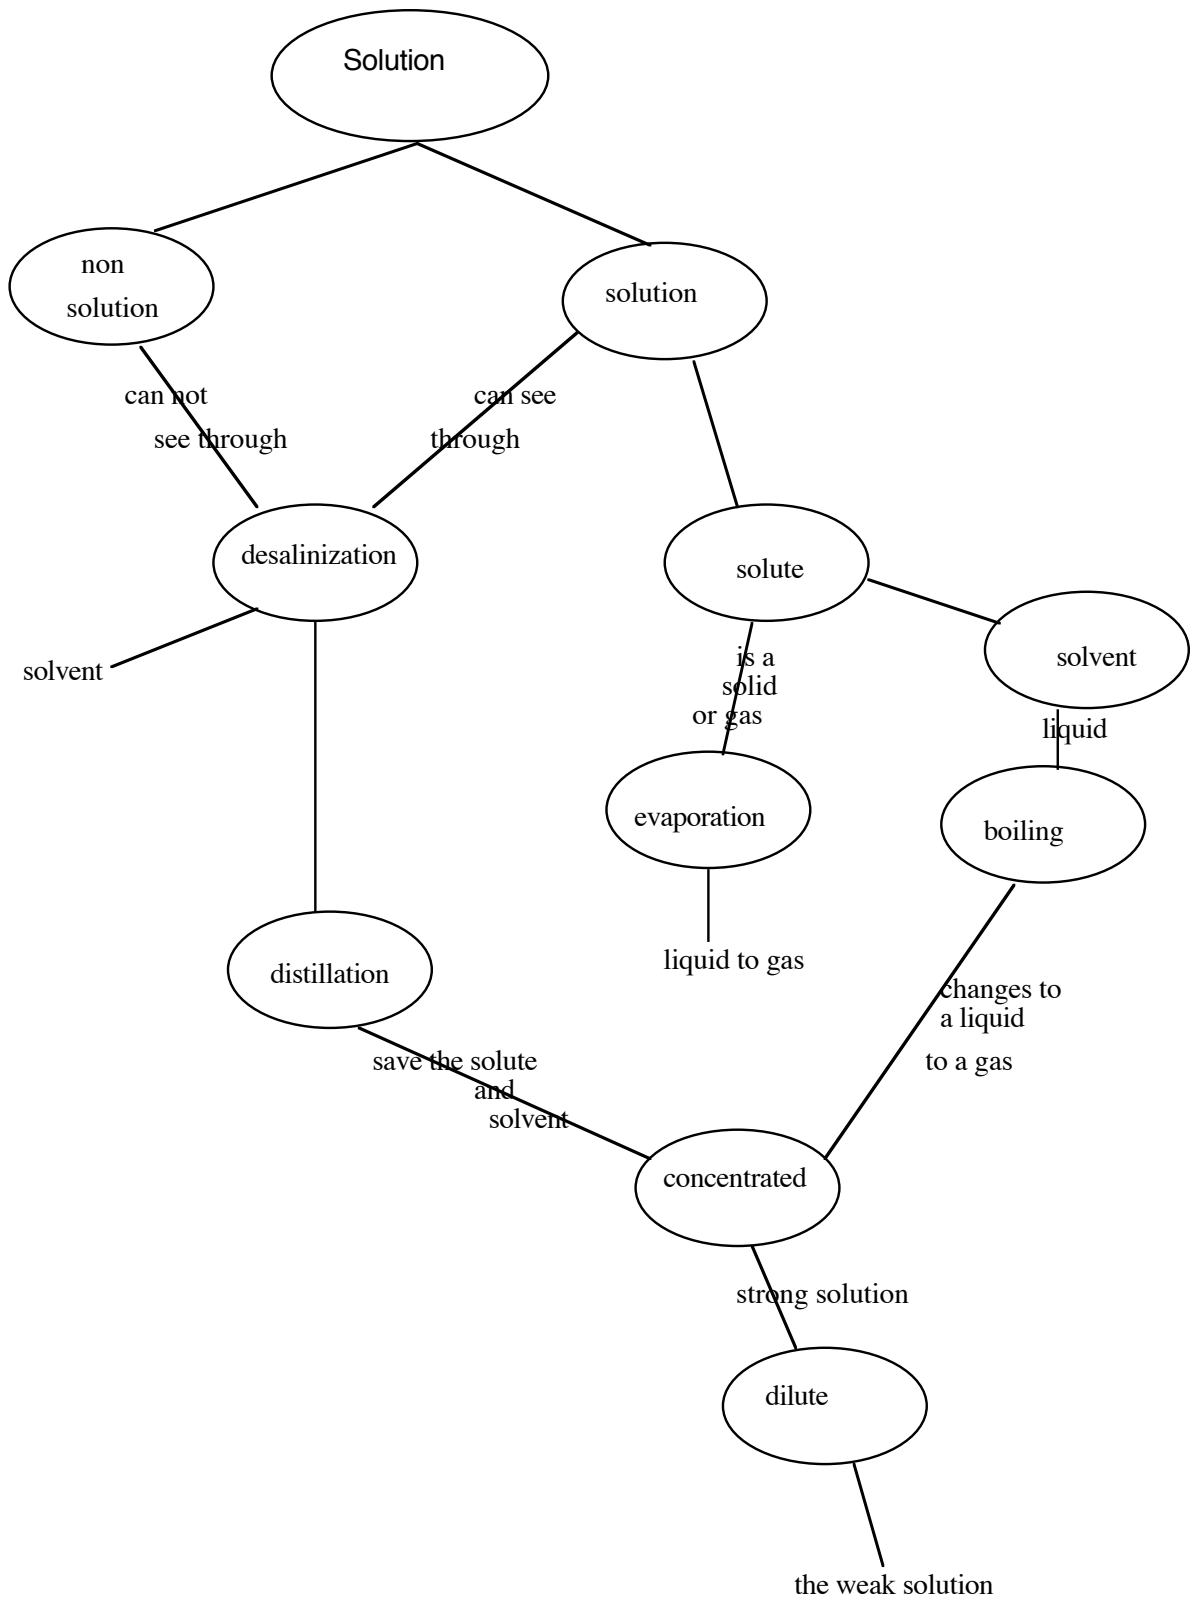 Solution
non
solution
solution
can not
see through
can see
through
desalinization
solute
solvent
solvent
is a
solid
or gas
liquid
evaporation
boiling
liquid to gas
distillation
changes to
a liquid
to a gas
save the solute
and
solvent
concentrated
strong solution
dilute
the weak solution